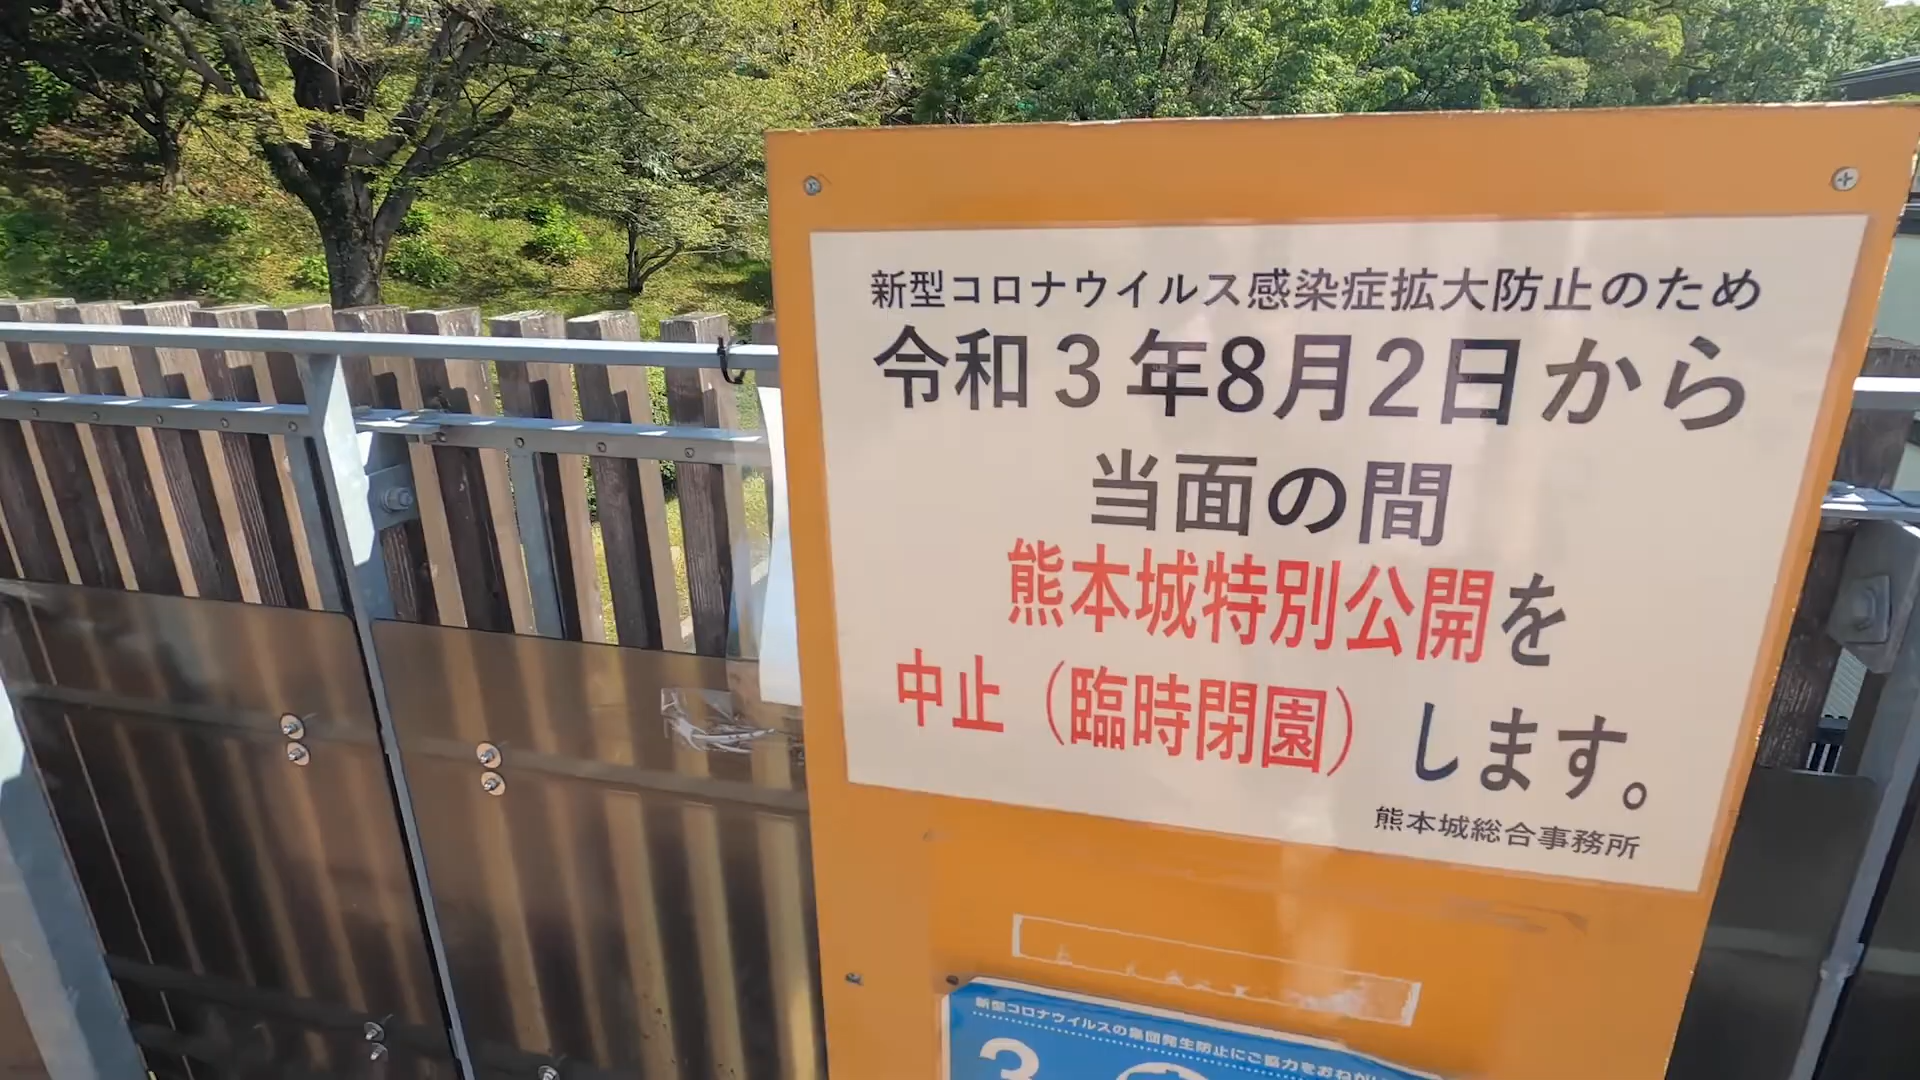 新型コロナウイルス感染症拡大防止のため
令和3年8月2日から
当面の間
熊本城特別公開を
中止（臨時閉園）します。
熊本城総合事務所
新型コロナウイルスの集団発生防止にご協力をおねがい
3